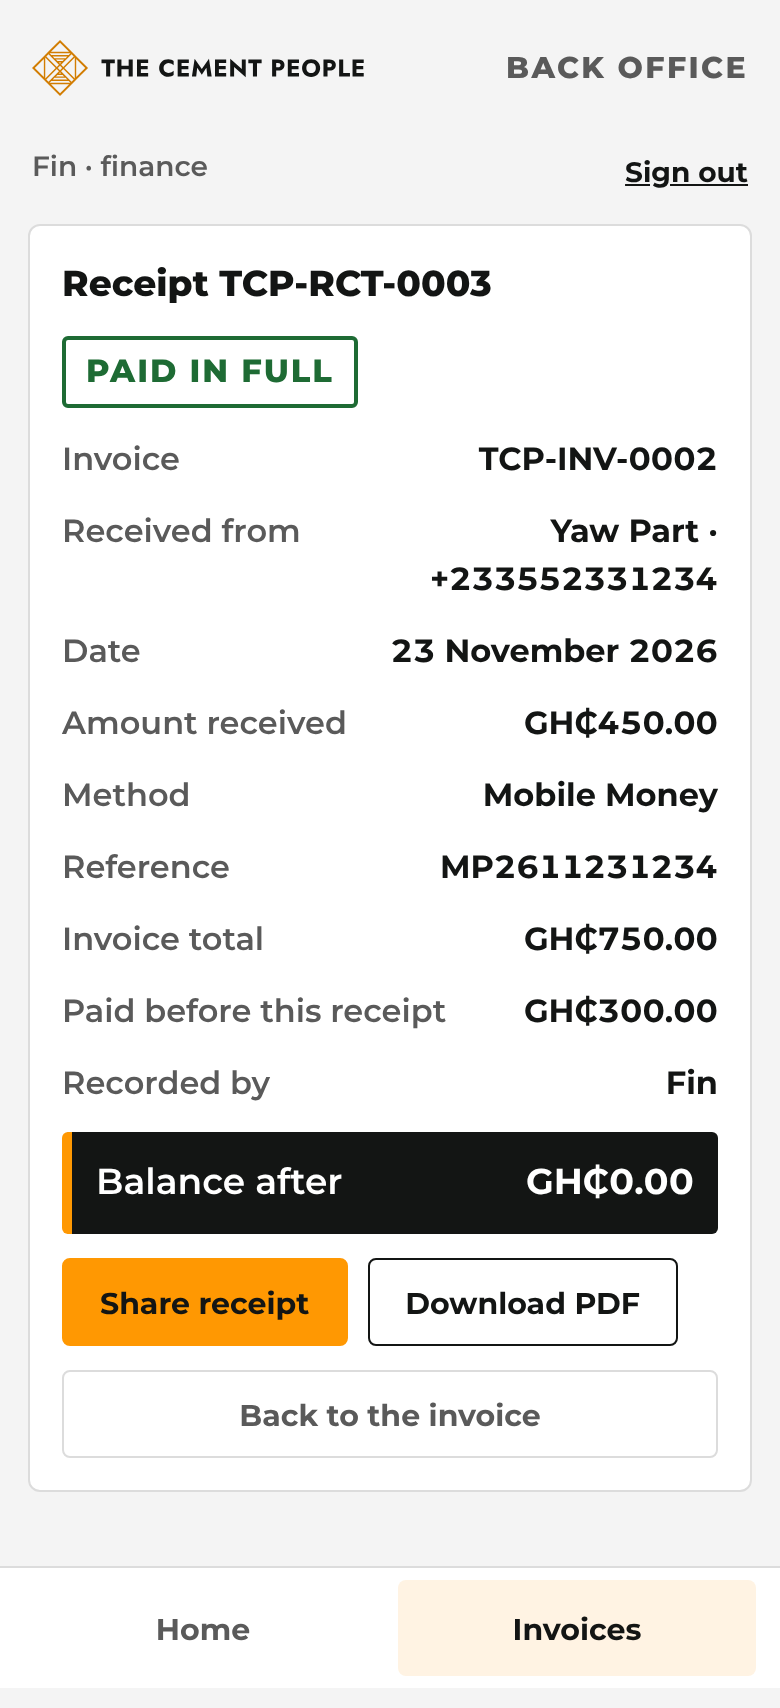 THE CEMENT PEOPLE
BACK OFFICE
Fin · finance
Sign out
Receipt TCP-RCT-0003
PAID IN FULL
Invoice TCP-INV-0002
Received from Yaw Part ·
+233552331234
Date 23 November 2026
Amount received GH₵450.00
Method Mobile Money
Reference MP2611231234
Invoice total GH₵750.00
Paid before this receipt GH₵300.00
Recorded by Fin
Balance after GH₵0.00
Share receipt
Download PDF
Back to the invoice
Home
Invoices